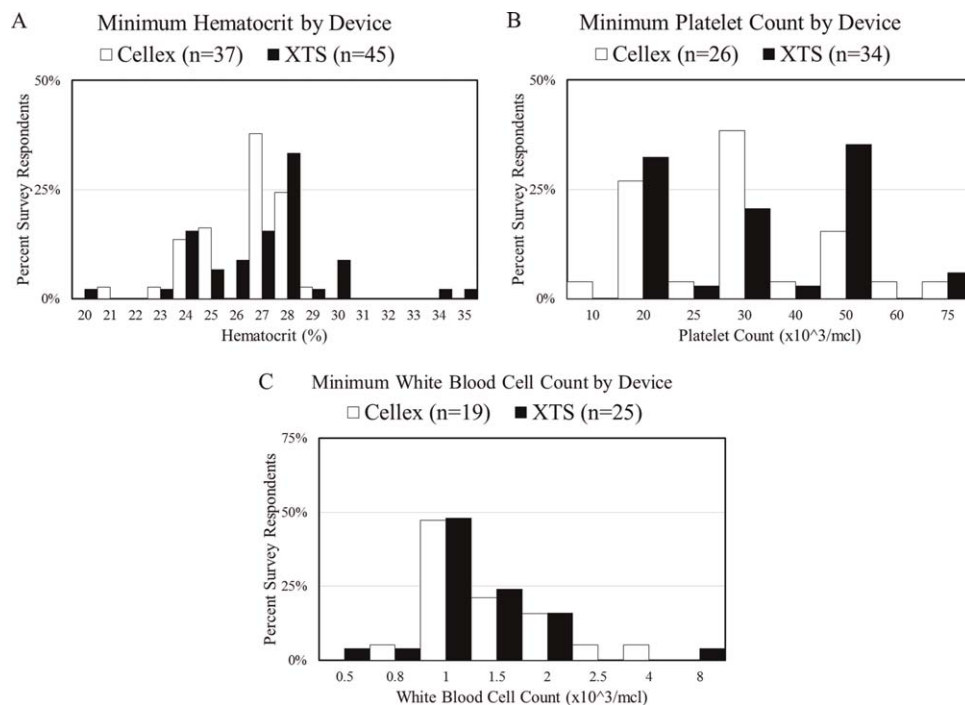 A Minimum Hematocrit by Device
Cellex (n=37) XTS (n=45)
50%
25%
0%
Percent Survey Respondents
20 21 22 23 24 25 26 27 28 29 30 31 32 33 34 35
Hematocrit (%)
B Minimum Platelet Count by Device
Cellex (n=26) XTS (n=34)
50%
25%
0%
Percent Survey Respondents
10 20 25 30 40 50 60 75
Platelet Count (x10^3/mcl)
C Minimum White Blood Cell Count by Device
Cellex (n=19) XTS (n=25)
75%
50%
25%
0%
Percent Survey Respondents
0.5 0.8 1 1.5 2 2.5 4 8
White Blood Cell Count (x10^3/mcl)